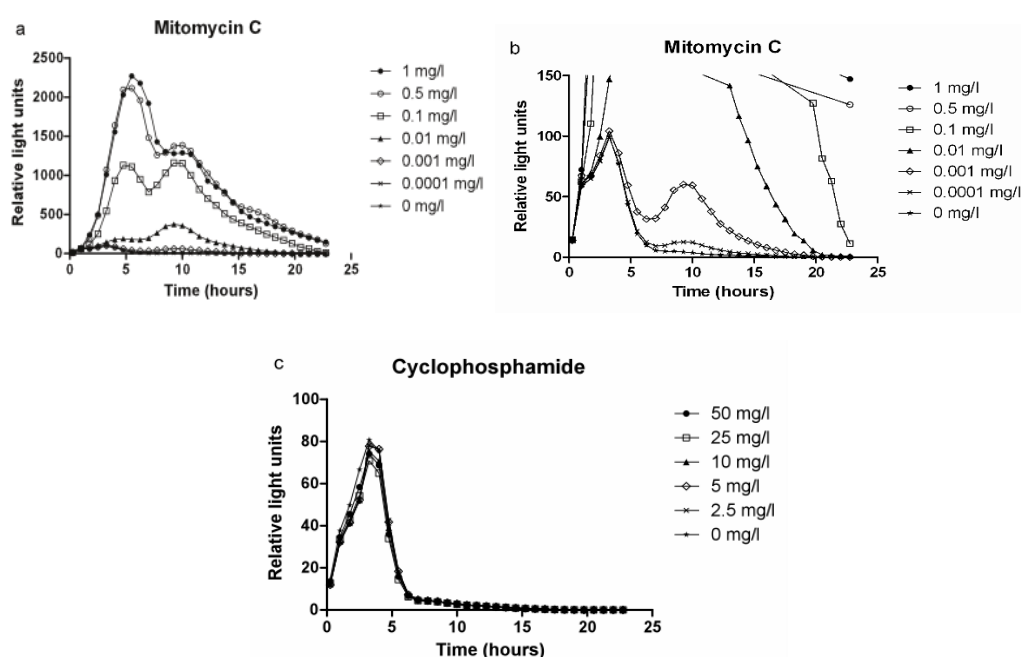 a
Mitomycin C
Relative light units
2500
2000
1500
1000
500
0
0 5 10 15 20 25
Time (hours)
1 mg/l
0.5 mg/l
0.1 mg/l
0.01 mg/l
0.001 mg/l
0.0001 mg/l
0 mg/l
b
Mitomycin C
Relative light units
150
100
50
0
0 5 10 15 20 25
Time (hours)
1 mg/l
0.5 mg/l
0.1 mg/l
0.01 mg/l
0.001 mg/l
0.0001 mg/l
0 mg/l
c
Cyclophosphamide
Relative light units
100
80
60
40
20
0
0 5 10 15 20 25
Time (hours)
50 mg/l
25 mg/l
10 mg/l
5 mg/l
2.5 mg/l
0 mg/l